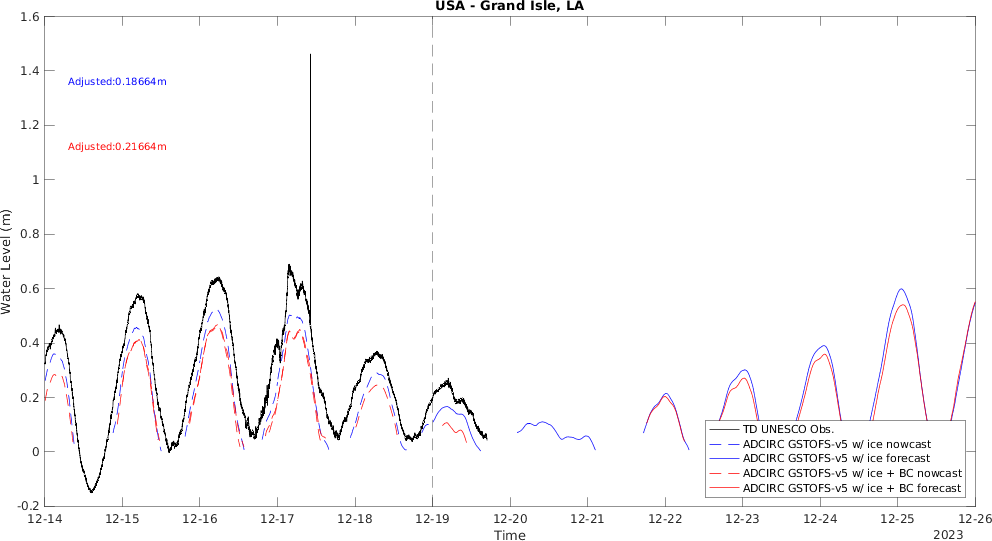 USA - Grand Isle, LA
1.6
1.4
1.2
1
0.8
0.6
0.4
0.2
0
-0.2
Water Level (m)
Adjusted:0.18664m
Adjusted:0.21664m
TD UNESCO Obs.
ADCIRC GSTOFS-v5 w/ ice nowcast
ADCIRC GSTOFS-v5 w/ ice forecast
ADCIRC GSTOFS-v5 w/ ice + BC nowcast
ADCIRC GSTOFS-v5 w/ ice + BC forecast
12-14 12-15 12-16 12-17 12-18 12-19 12-20 12-21 12-22 12-23 12-24 12-25 12-26
Time
2023